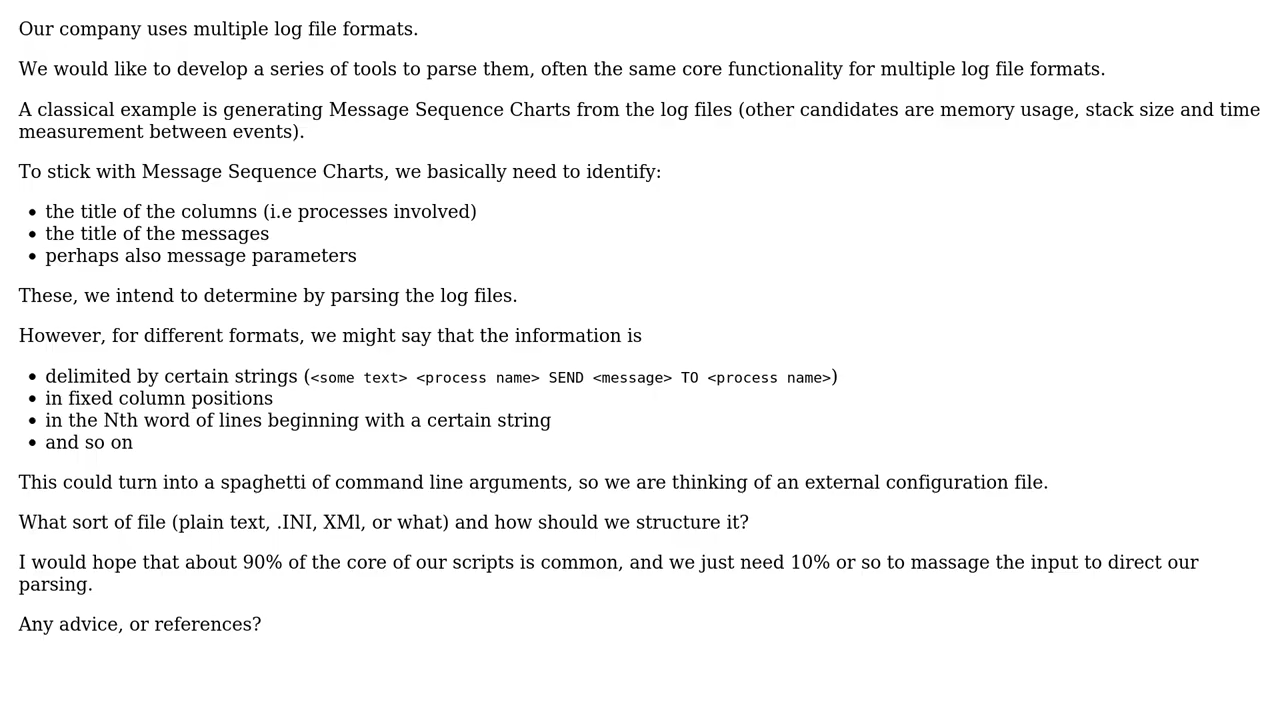 Our company uses multiple log file formats.
We would like to develop a series of tools to parse them, often the same core functionality for multiple log file formats.
A classical example is generating Message Sequence Charts from the log files (other candidates are memory usage, stack size and time
measurement between events).
To stick with Message Sequence Charts, we basically need to identify:
• the title of the columns (i.e processes involved)
• the title of the messages
• perhaps also message parameters
These, we intend to determine by parsing the log files.
However, for different formats, we might say that the information is
• delimited by certain strings (<some text> <process name> SEND <message> TO <process name>)
• in fixed column positions
• in the Nth word of lines beginning with a certain string
• and so on
This could turn into a spaghetti of command line arguments, so we are thinking of an external configuration file.
What sort of file (plain text, .INI, XMl, or what) and how should we structure it?
I would hope that about 90% of the core of our scripts is common, and we just need 10% or so to massage the input to direct our
parsing.
Any advice, or references?